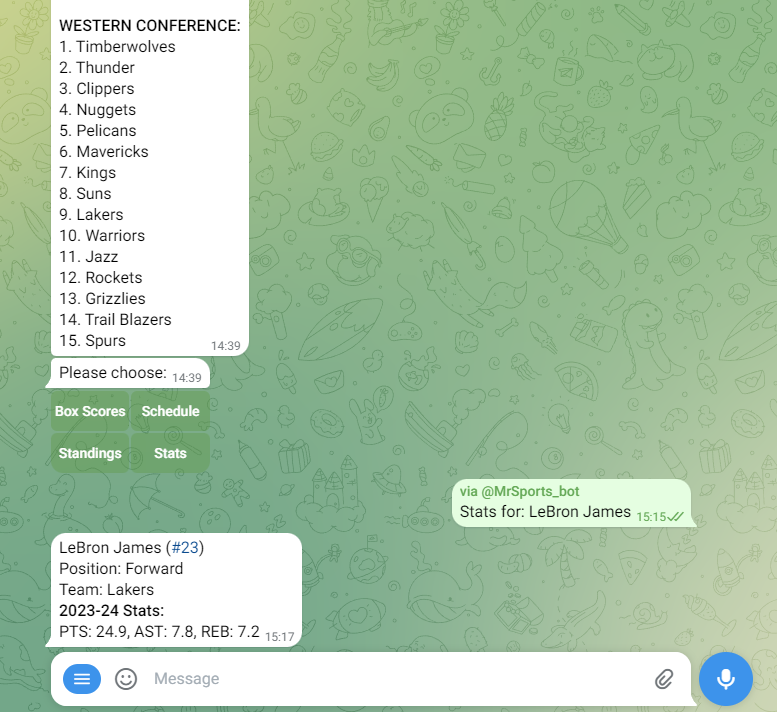 WESTERN CONFERENCE:
1. Timberwolves
2. Thunder
3. Clippers
4. Nuggets
5. Pelicans
6. Mavericks
7. Kings
8. Suns
9. Lakers
10. Warriors
11. Jazz
12. Rockets
13. Grizzlies
14. Trail Blazers
15. Spurs 14:39
Please choose: 14:39
Box Scores Schedule
Standings Stats
via @MrSports_bot
Stats for: LeBron James 15:15
LeBron James (#23)
Position: Forward
Team: Lakers
2023-24 Stats:
PTS: 24.9, AST: 7.8, REB: 7.2 15:17
Message